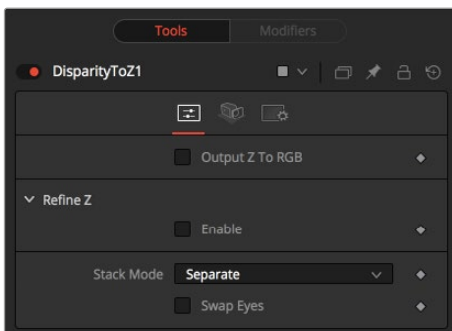 Tools Modifiers
DisparityToZ1
Output Z To RGB
Refine Z
Enable
Stack Mode Separate
Swap Eyes